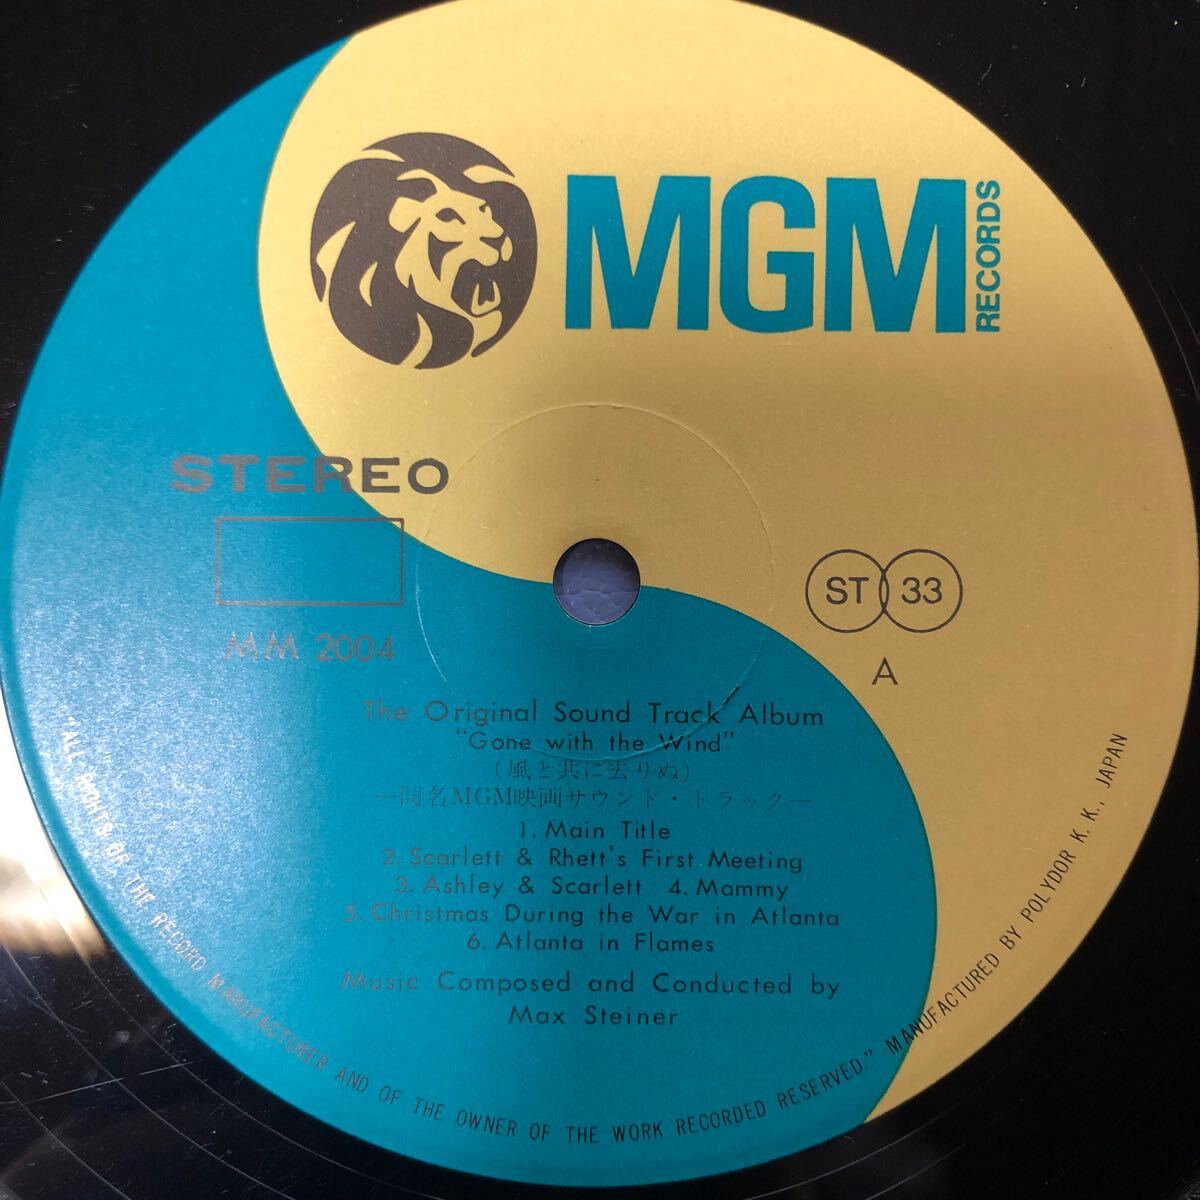 MGM
RECORDS
STEREO
MM 2004
ST 33
A
The Original Sound Track Album
"Gone with the Wind"
(風と共に去りぬ)
—同名MGM映画サウンド・トラック—
1. Main Title
2. Scarlett & Rhett's First Meeting
3. Ashley & Scarlett 4. Mammy
5. Christmas During the War in Atlanta
6. Atlanta in Flames
Music Composed and Conducted by
Max Steiner
"ALL RIGHTS OF THE RECORD MANUFACTURER AND OF THE OWNER OF THE WORK RECORDED RESERVED." MANUFACTURED BY POLYDOR K. K., JAPAN